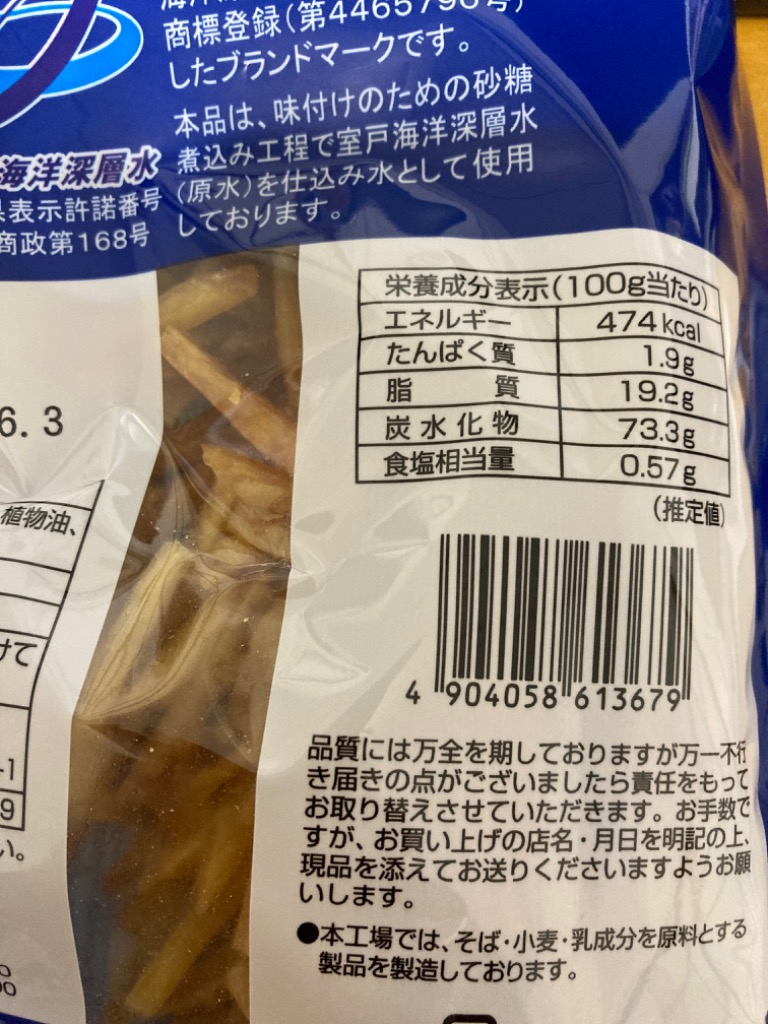 商標登録(第4465796号)
したブランドマークです。
本品は、味付けのための砂糖
煮込み工程で室戸海洋深層水
(原水)を仕込み水として使用
しております。
海洋深層水
表示許諾番号
商政第168号
栄養成分表示(100g当たり)
エネルギー 474kcal
たんぱく質 1.9g
脂質 19.2g
炭水化物 73.3g
食塩相当量 0.57g
(推定値)
6.3
植物油、
けて
-1
9
い。
4 904058 613679
品質には万全を期しておりますが万一不行
き届きの点がございましたら責任をもって
お取り替えさせていただきます。お手数で
すが、お買い上げの店名・月日を明記の上、
現品を添えてお送りくださいますようお願
いします。
●本工場では、そば・小麦・乳成分を原料とする
製品を製造しております。